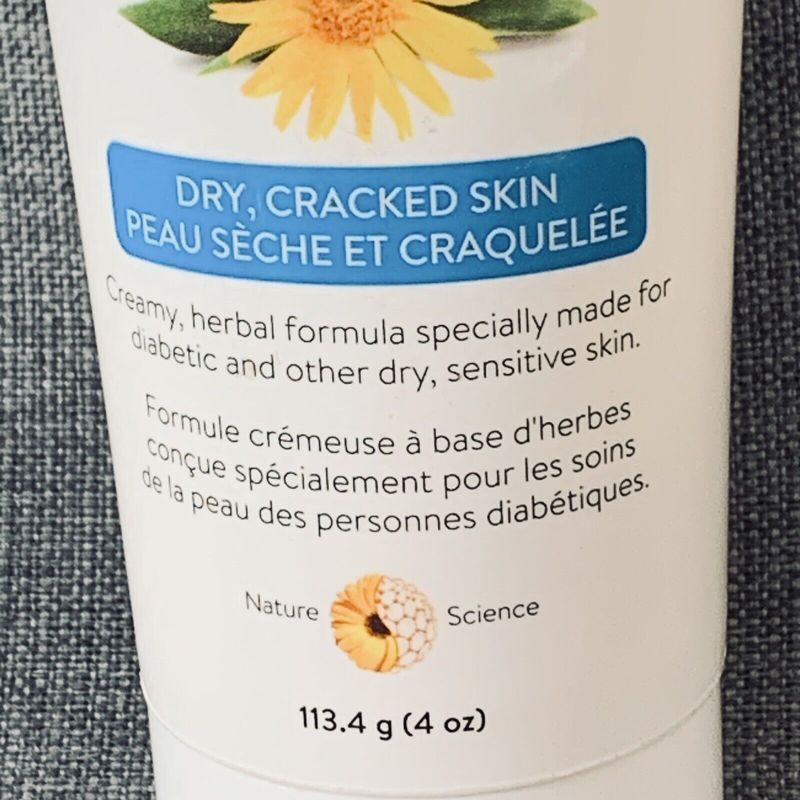 DRY, CRACKED SKIN
PEAU SÈCHE ET CRAQUELÉE
Creamy, herbal formula specially made for
diabetic and other dry, sensitive skin.
Formule crémeuse à base d'herbes
conçue spécialement pour les soins
de la peau des personnes diabétiques.
Nature Science
113.4 g (4 oz)